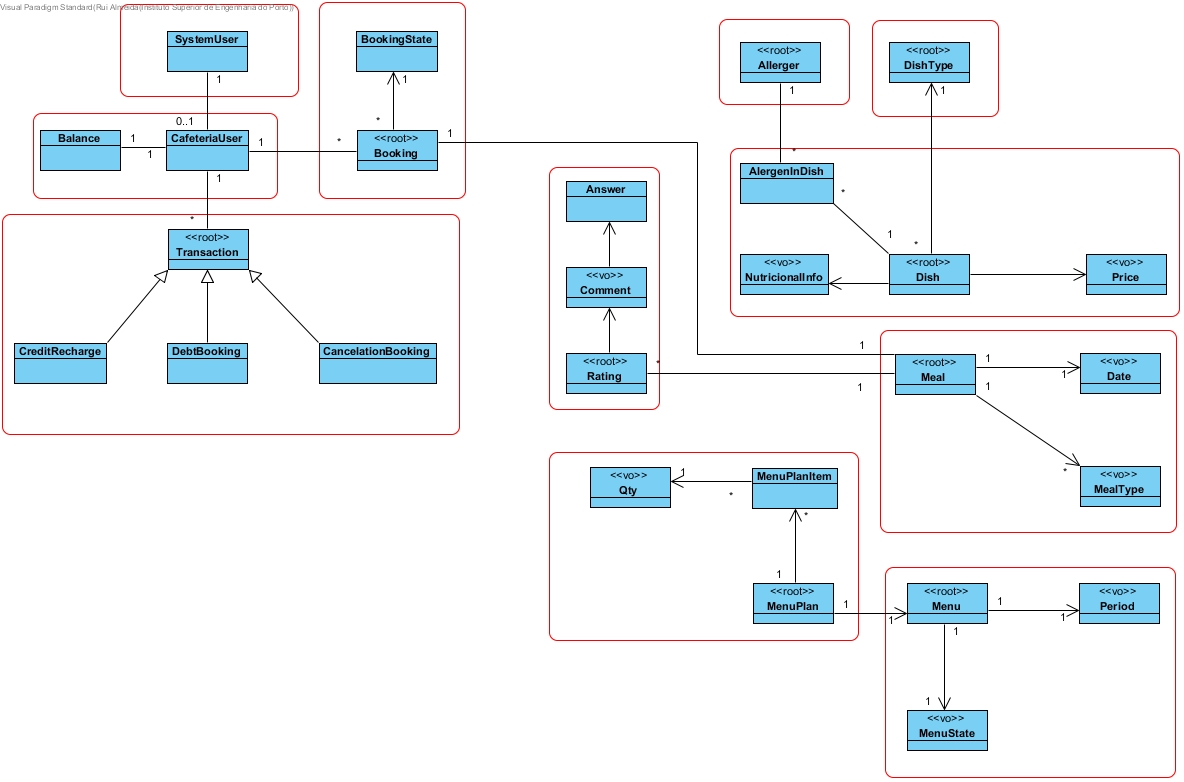 Visual Paradigm Standard(Rui Almeida(Instituto Superior de Engenharia do Porto))
SystemUser
1
0..1
Balance
1
1
CafeteriaUser
1
1
*
BookingState
1
*
<<root>>
Booking
*
1
<<root>>
Transaction
CreditRecharge
DebtBooking
CancelationBooking
<<root>>
Allerger
1
*
<<root>>
DishType
1
*
AlergenInDish
*
1
<<vo>>
NutricionalInfo
<<root>>
Dish
<<vo>>
Price
Answer
<<vo>>
Comment
<<root>>
Rating
*
1
1
<<root>>
Meal
1
1
<<vo>>
Date
1
*
<<vo>>
MealType
<<vo>>
Qty
1
*
MenuPlanItem
*
1
<<root>>
MenuPlan
1
1
<<root>>
Menu
1
1
<<vo>>
Period
1
1
<<vo>>
MenuState